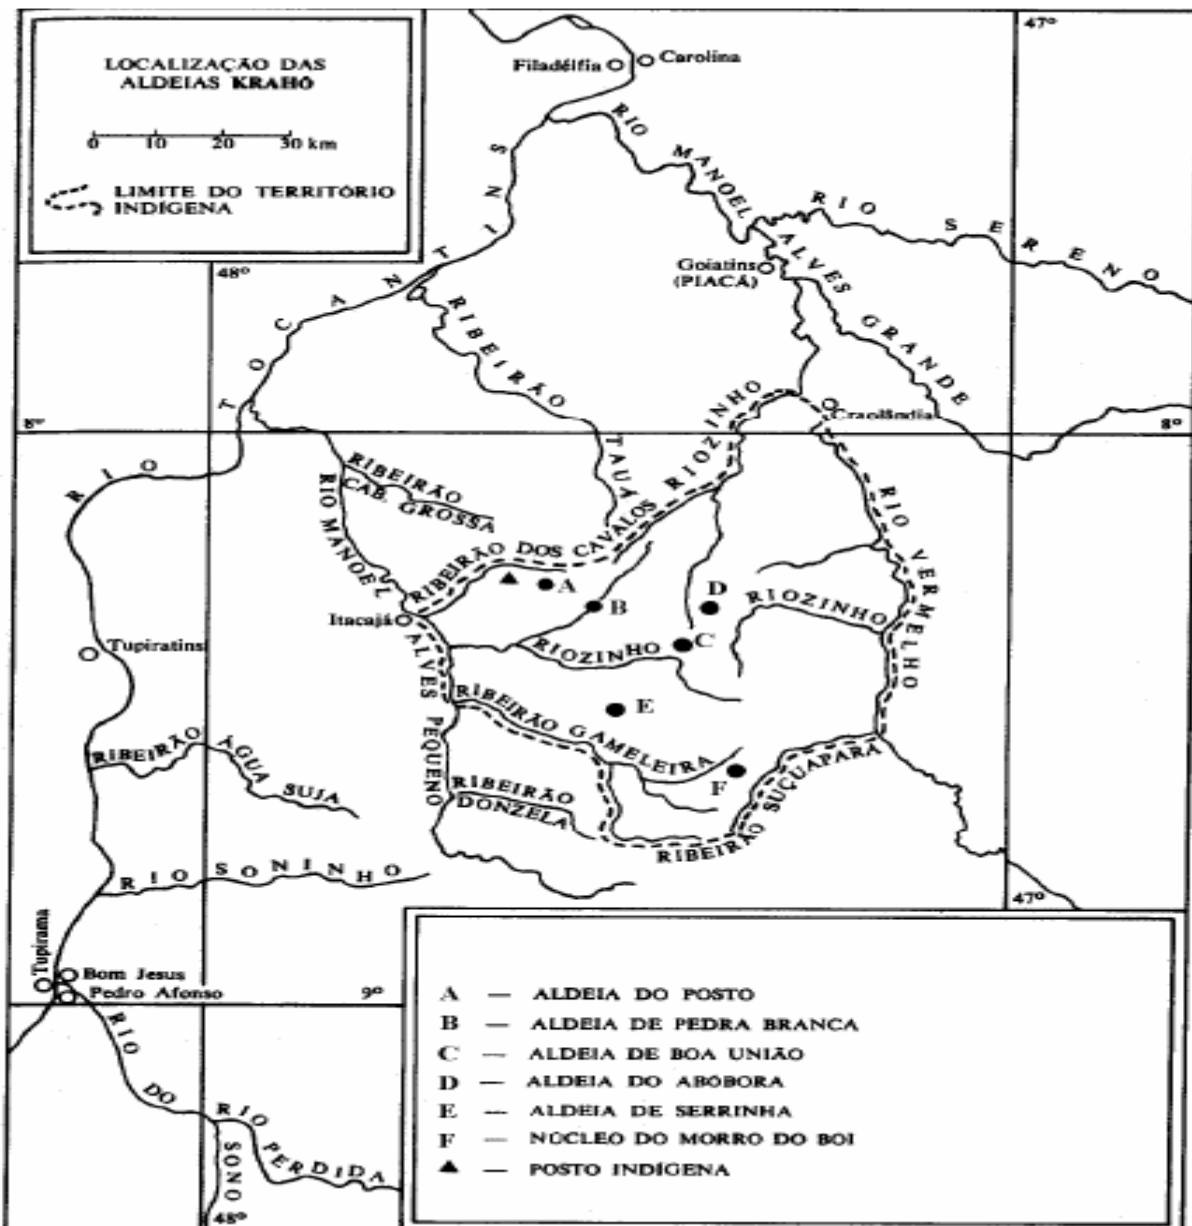 LOCALIZAÇÃO DAS
ALDEIAS KRAHÓ
0 10 20 30 km
LIMITE DO TERRITÓRIO
INDÍGENA
47º
Filadélfia
Carolina
RIO MANOEL ALVES GRANDE
RIO SERENO
Goiatins
(PIACÁ)
48º
RIO TOCANTINS
RIBEIRÃO TAUÁ
Craolândia
8º
8º
RIBEIRÃO
CAB. GROSSA
RIO MANOEL ALVES PEQUENO
RIBEIRÃO DOS CAVALOS
RIOZINHO
RIO VERMELHO
A
B
D
RIOZINHO
Itacajá
RIOZINHO
C
Tupiratins
E
RIBEIRÃO GAMELEIRA
F
RIBEIRÃO ÁGUA SUJA
RIBEIRÃO
DONZELA
RIBEIRÃO SUÇUAPARA
RIO SONINHO
47º
Tupirama
Bom Jesus
Pedro Afonso
9º
RIO DO SONO
RIO PERDIDA
48º
A — ALDEIA DO POSTO
B — ALDEIA DE PEDRA BRANCA
C — ALDEIA DE BOA UNIÃO
D — ALDEIA DO ABÓBORA
E — ALDEIA DE SERRINHA
F — NÚCLEO DO MORRO DO BOI
▲ — POSTO INDÍGENA